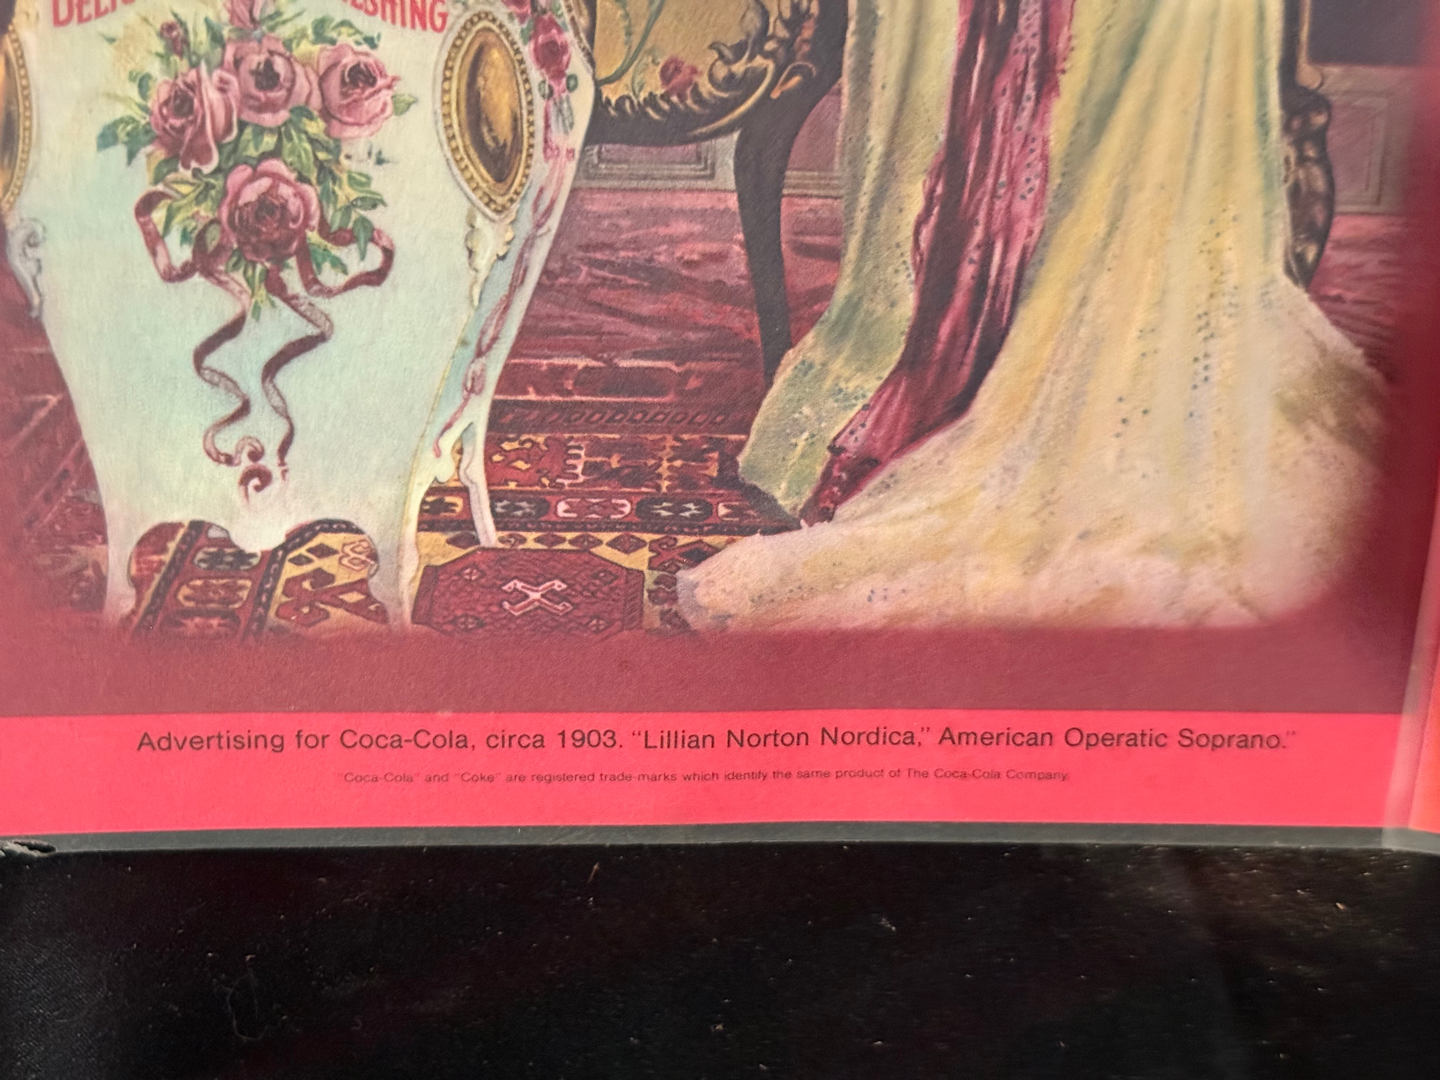 Advertising for Coca-Cola, circa 1903. "Lillian Norton Nordica," American Operatic Soprano."
"Coca-Cola" and "Coke" are registered trade-marks which identify the same product of The Coca-Cola Company.